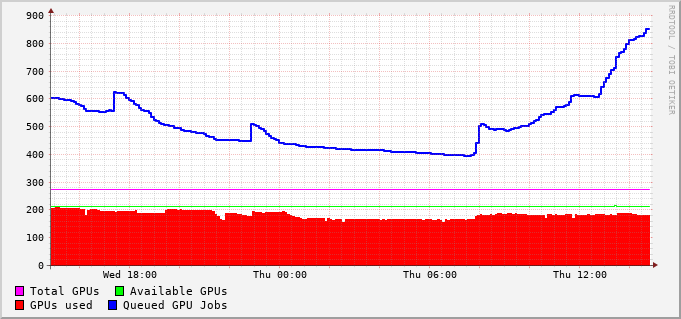 900
800
700
600
500
400
300
200
100
0
Wed 18:00 Thu 00:00 Thu 06:00 Thu 12:00
Total GPUs Available GPUs
GPUs used Queued GPU Jobs
RRDTOOL / TOBI OETIKER